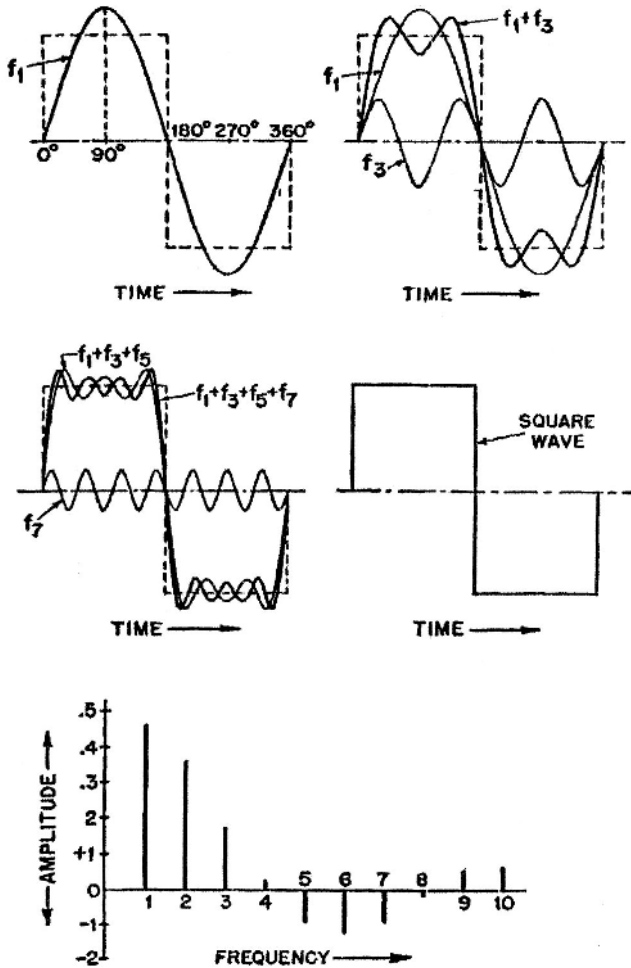 f1
0° 90° 180° 270° 360°
TIME
f1+f3
f1
f3
TIME
f1+f3+f5
f1+f3+f5+f7
f7
TIME
SQUARE
WAVE
TIME
AMPLITUDE
.5
.4
.3
2
+1
0
-1
-2
1 2 3 4 5 6 7 8 9 10
FREQUENCY